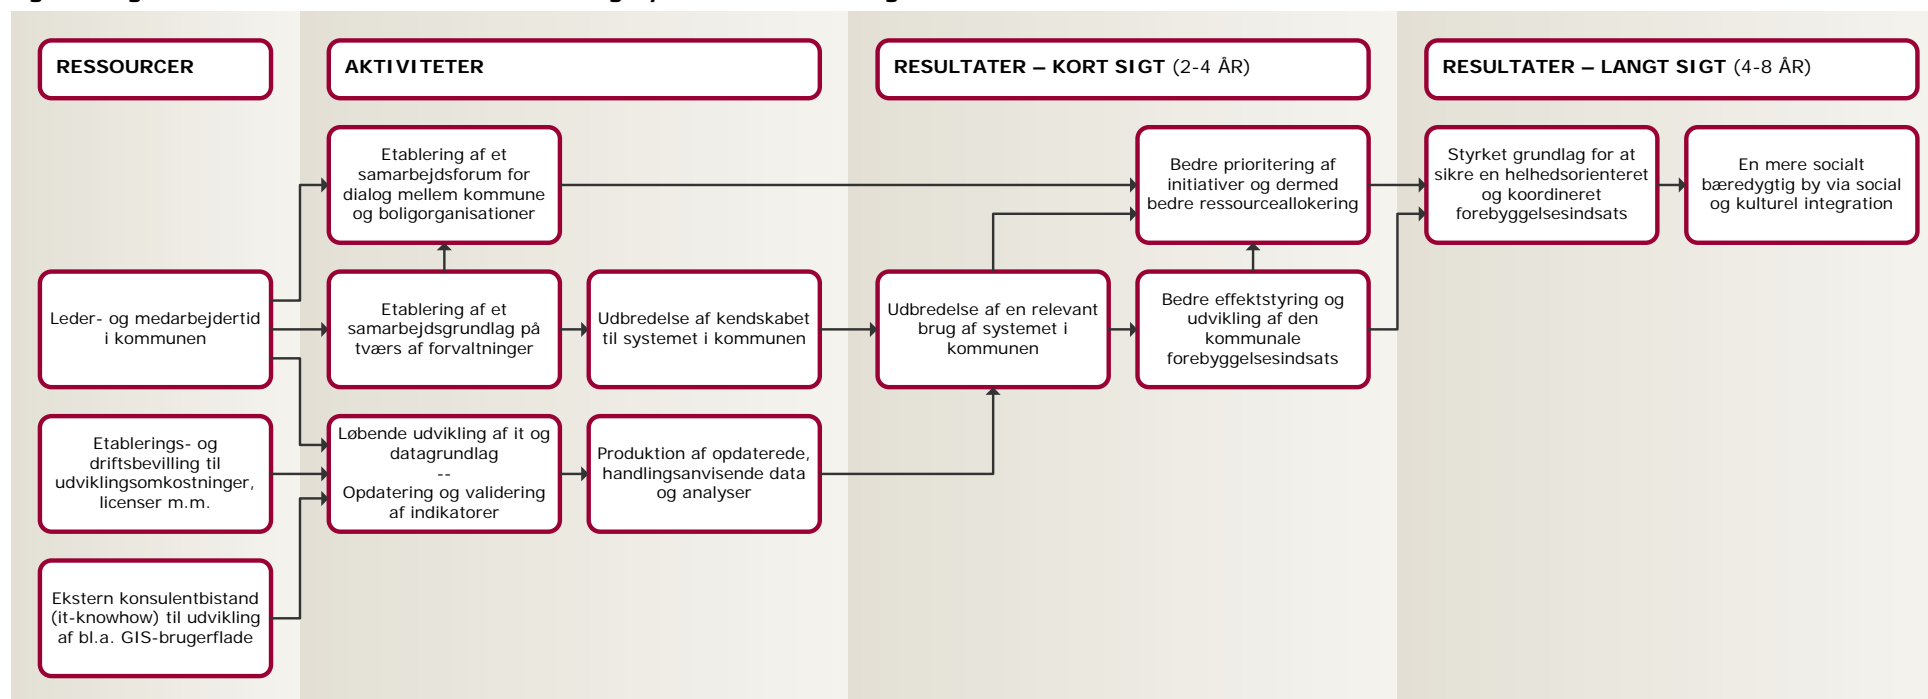 RESSOURCER
AKTIVITETER
RESULTATER – KORT SIGT (2-4 ÅR)
RESULTATER – LANGT SIGT (4-8 ÅR)
Etablering af et
samarbejdsforum for
dialog mellem kommune
og boligorganisationer
Bedre prioritering af
initiativer og dermed
bedre ressourceallokering
Styrket grundlag for at
sikre en helhedsorienteret
og koordineret
forebyggelsesindsats
En mere socialt
bæredygtig by via social
og kulturel integration
Leder- og medarbejdertid
i kommunen
Etablering af et
samarbejdsgrundlag på
tværs af forvaltninger
Udbredelse af kendskabet
til systemet i kommunen
Udbredelse af en relevant
brug af systemet i
kommunen
Bedre effektstyring og
udvikling af den
kommunale
forebyggelsesindsats
Etablerings- og
driftsbevilling til
udviklingsomkostninger,
licenser m.m.
Løbende udvikling af it og
datagrundlag
--
Opdatering og validering
af indikatorer
Produktion af opdaterede,
handlingsanvisende data
og analyser
Ekstern konsulentbistand
(it-knowhow) til udvikling
af bl.a. GIS-brugerflade